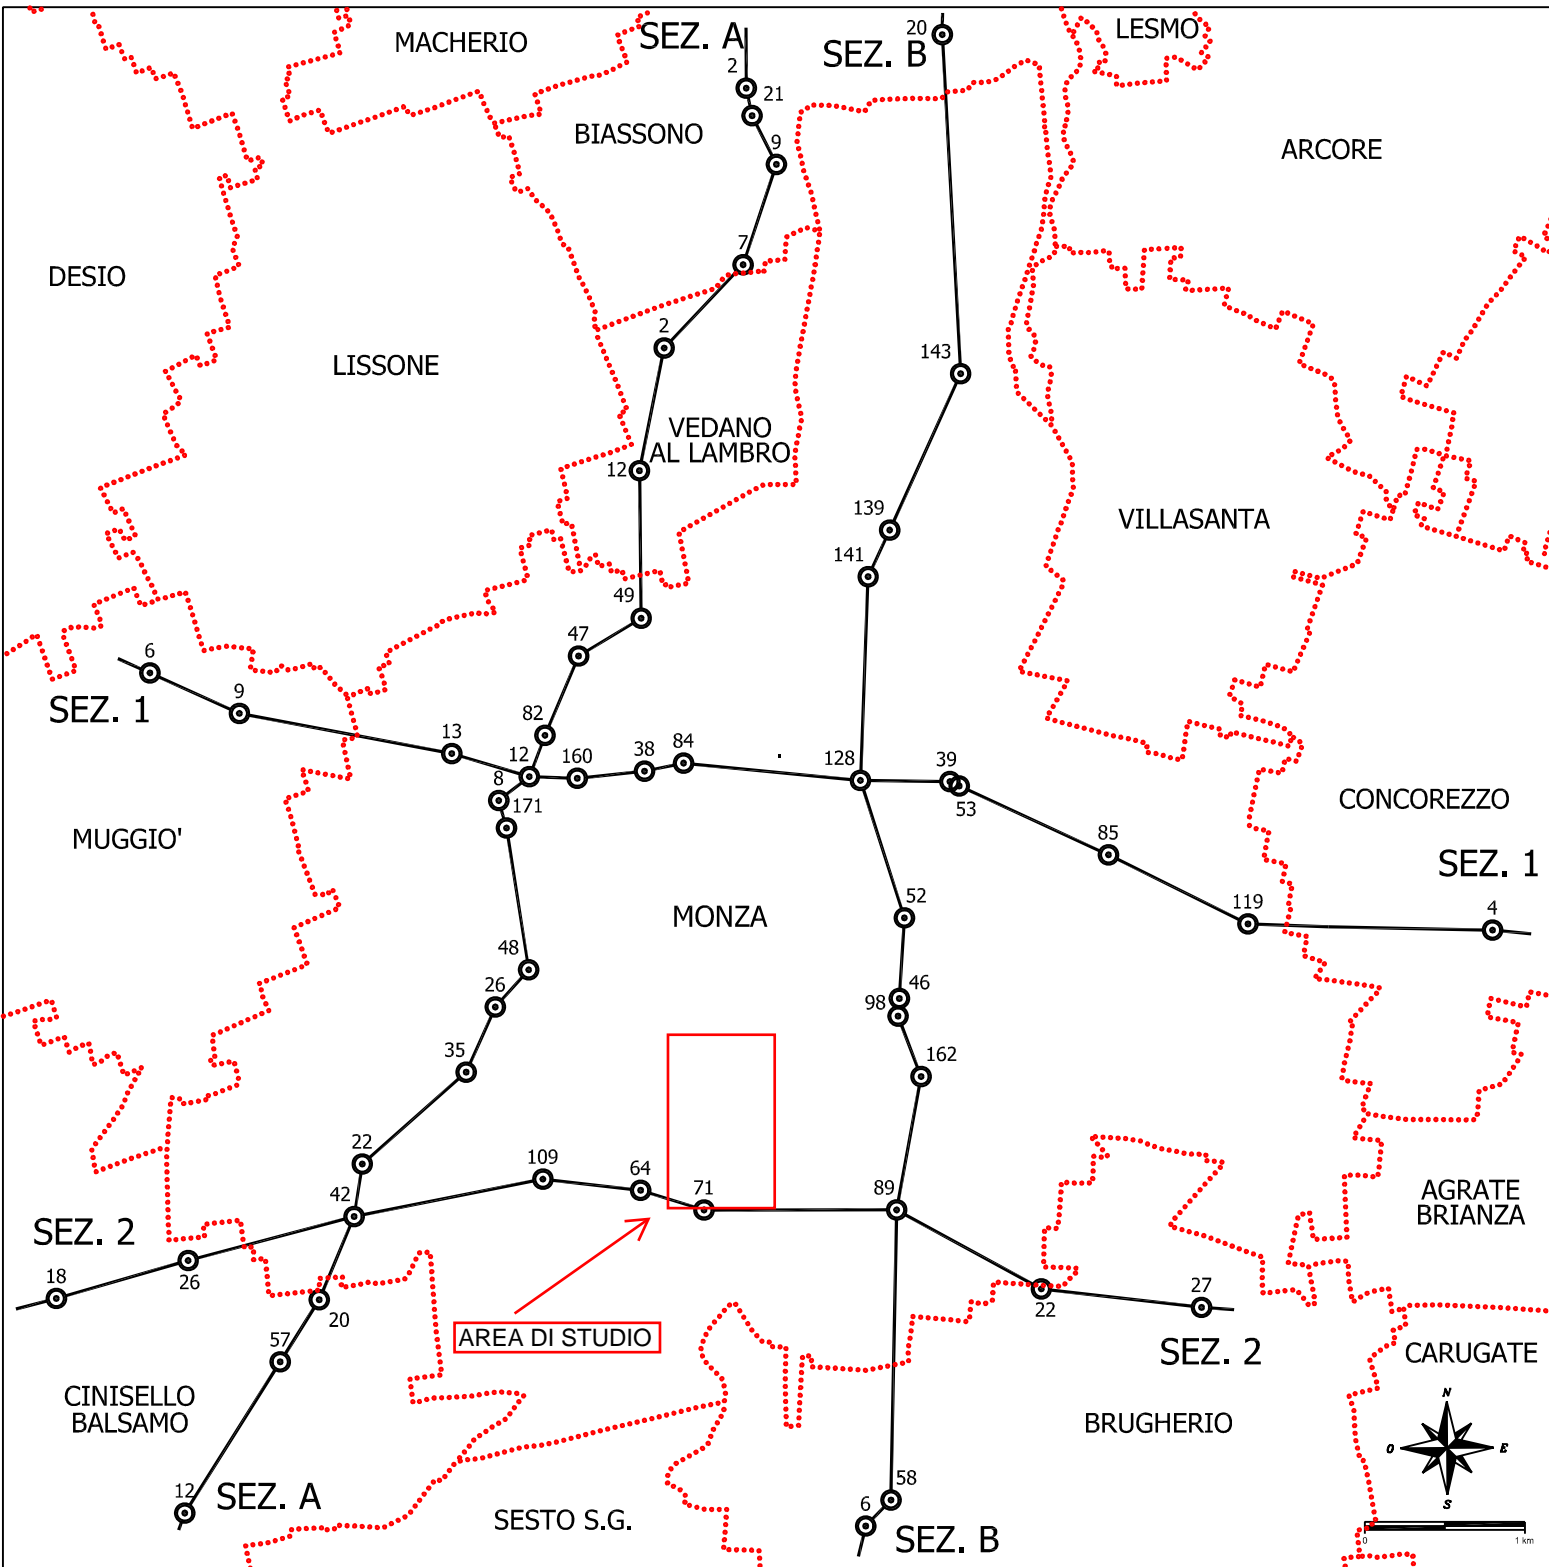 MACHERIO
SEZ. A
SEZ. B
20
LESMO
2
21
BIASSONO
9
ARCORE
7
DESIO
2
143
LISSONE
VEDANO
AL LAMBRO
12
139
VILLASANTA
141
49
47
6
9
SEZ. 1
82
13
12
160
38
84
128
39
8
171
53
CONCOREZZO
MUGGIO'
85
SEZ. 1
119
4
MONZA
52
48
26
46
98
35
162
22
109
64
71
89
42
AGRATE
BRIANZA
SEZ. 2
18
26
20
27
22
57
AREA DI STUDIO
SEZ. 2
CARUGATE
CINISELLO
BALSAMO
BRUGHERIO
N
O
E
S
12
SEZ. A
SESTO S.G.
58
6
SEZ. B
0
1 km